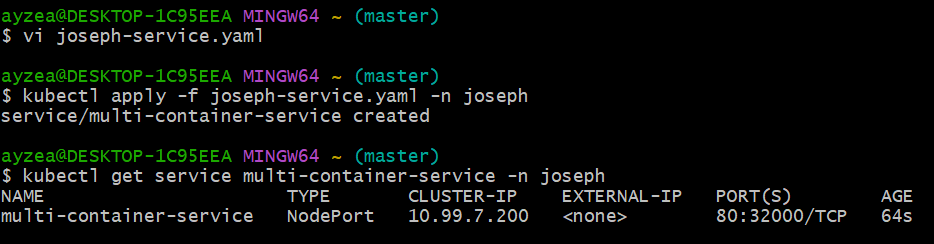 ayzea@DESKTOP-1C95EEA MINGW64 ~ (master)
$ vi joseph-service.yaml
ayzea@DESKTOP-1C95EEA MINGW64 ~ (master)
$ kubectl apply -f joseph-service.yaml -n joseph
service/multi-container-service created
ayzea@DESKTOP-1C95EEA MINGW64 ~ (master)
$ kubectl get service multi-container-service -n joseph
NAME TYPE CLUSTER-IP EXTERNAL-IP PORT(S) AGE
multi-container-service NodePort 10.99.7.200 <none> 80:32000/TCP 64s